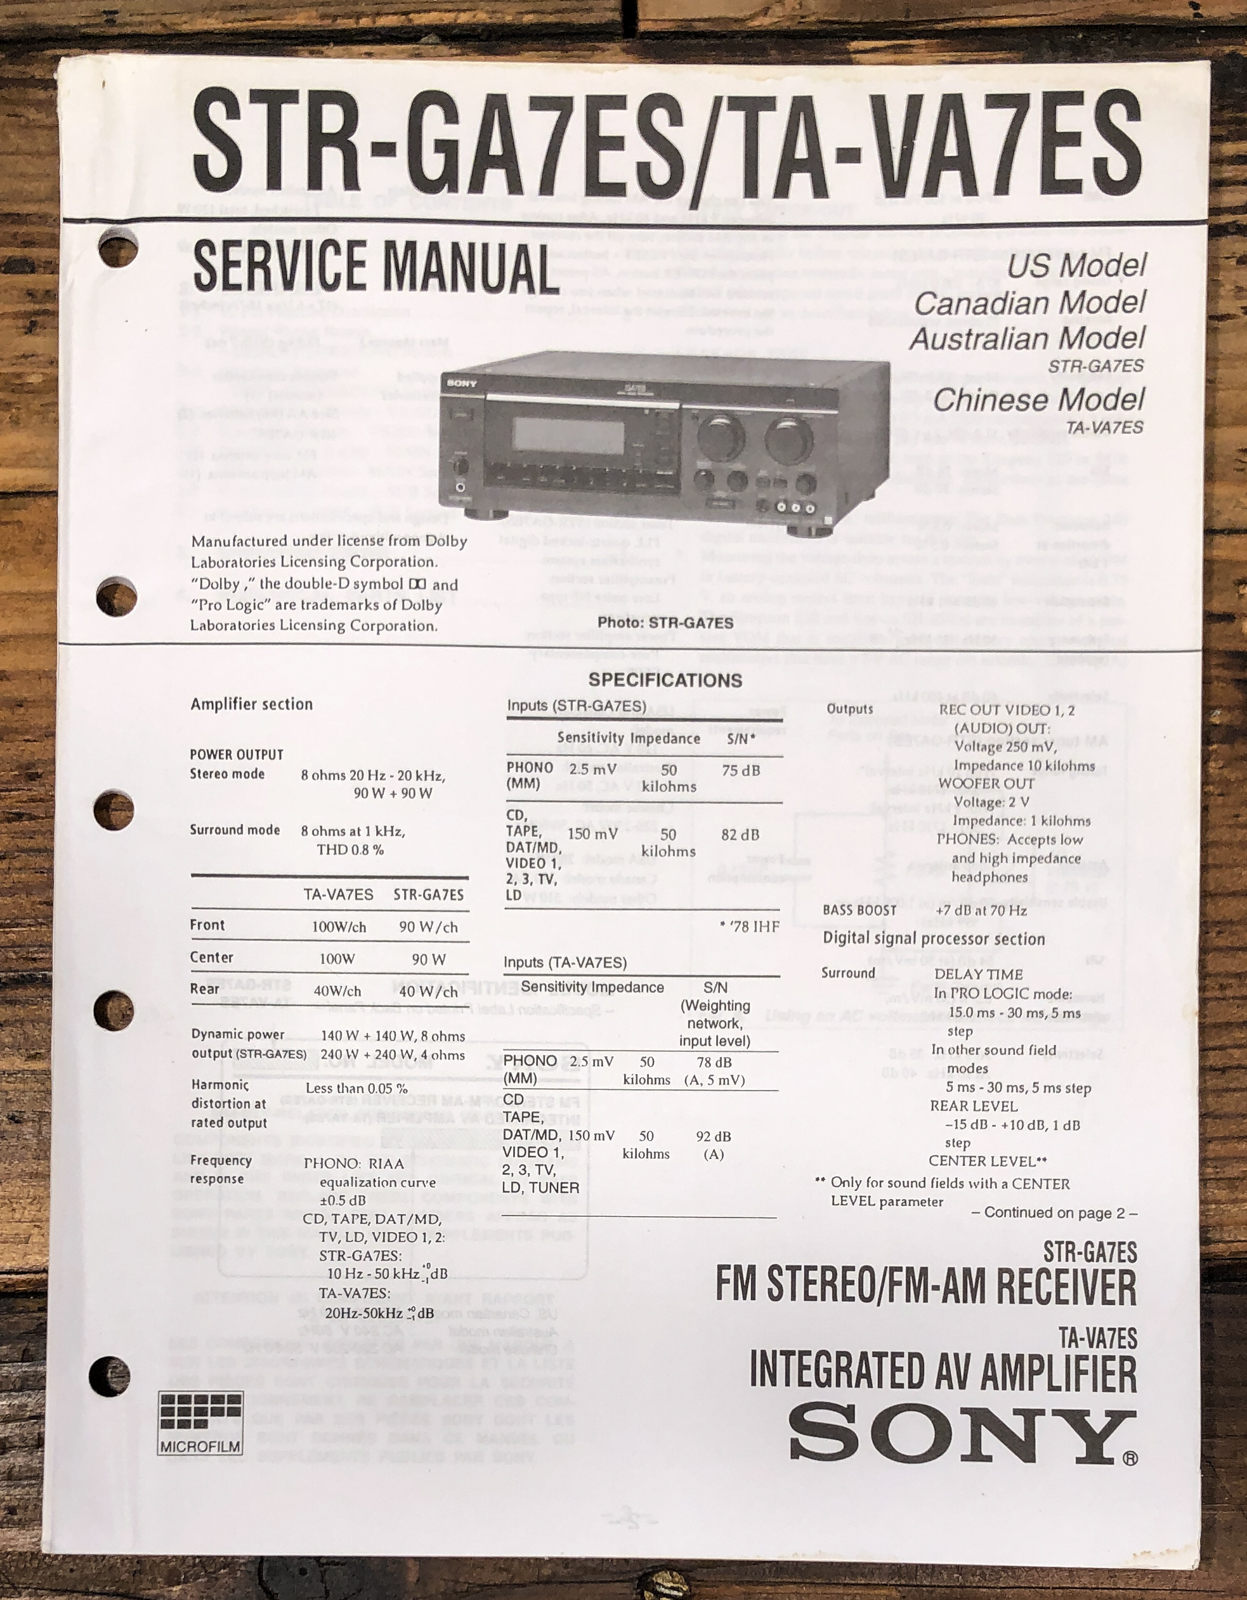 STR-GA7ES/TA-VA7ES
SERVICE MANUAL
US Model
Canadian Model
Australian Model
STR-GA7ES
Chinese Model
TA-VA7ES
SONY
Manufactured under license from Dolby
Laboratories Licensing Corporation.
"Dolby ," the double-D symbol and
"Pro Logic" are trademarks of Dolby
Laboratories Licensing Corporation.
Photo: STR-GA7ES
SPECIFICATIONS
Amplifier section
POWER OUTPUT
Stereo mode 8 ohms 20 Hz - 20 kHz,
90 W + 90 W
Surround mode 8 ohms at 1 kHz,
THD 0.8 %
TA-VA7ES STR-GA7ES
Front 100W/ch 90 W/ch
Center 100W 90 W
Rear 40W/ch 40 W/ch
Dynamic power 140 W + 140 W, 8 ohms
output (STR-GA7ES) 240 W + 240 W, 4 ohms
Harmonic Less than 0.05 %
distortion at
rated output
Frequency PHONO: RIAA
response equalization curve
±0.5 dB
CD, TAPE, DAT/MD,
TV, LD, VIDEO 1, 2:
STR-GA7ES:
10 Hz - 50 kHz +0 -1 dB
TA-VA7ES:
20Hz-50kHz +0 -1 dB
MICROFILM
Inputs (STR-GA7ES)
Sensitivity Impedance S/N*
PHONO 2.5 mV 50 75 dB
(MM) kilohms
CD,
TAPE, 150 mV 50 82 dB
DAT/MD, kilohms
VIDEO 1,
2, 3, TV,
LD
* '78 IHF
Inputs (TA-VA7ES)
Sensitivity Impedance S/N
(Weighting
network,
input level)
PHONO 2.5 mV 50 78 dB
(MM) kilohms (A, 5 mV)
CD
TAPE,
DAT/MD, 150 mV 50 92 dB
VIDEO 1, kilohms (A)
2, 3, TV,
LD, TUNER
Outputs REC OUT VIDEO 1, 2
(AUDIO) OUT:
Voltage 250 mV,
Impedance 10 kilohms
WOOFER OUT
Voltage: 2 V
Impedance: 1 kilohms
PHONES: Accepts low
and high impedance
headphones
BASS BOOST +7 dB at 70 Hz
Digital signal processor section
Surround DELAY TIME
In PRO LOGIC mode:
15.0 ms - 30 ms, 5 ms
step
In other sound field
modes
5 ms - 30 ms, 5 ms step
REAR LEVEL
–15 dB - +10 dB, 1 dB
step
CENTER LEVEL**
** Only for sound fields with a CENTER
LEVEL parameter
– Continued on page 2 –
STR-GA7ES
FM STEREO/FM-AM RECEIVER
TA-VA7ES
INTEGRATED AV AMPLIFIER
SONY®